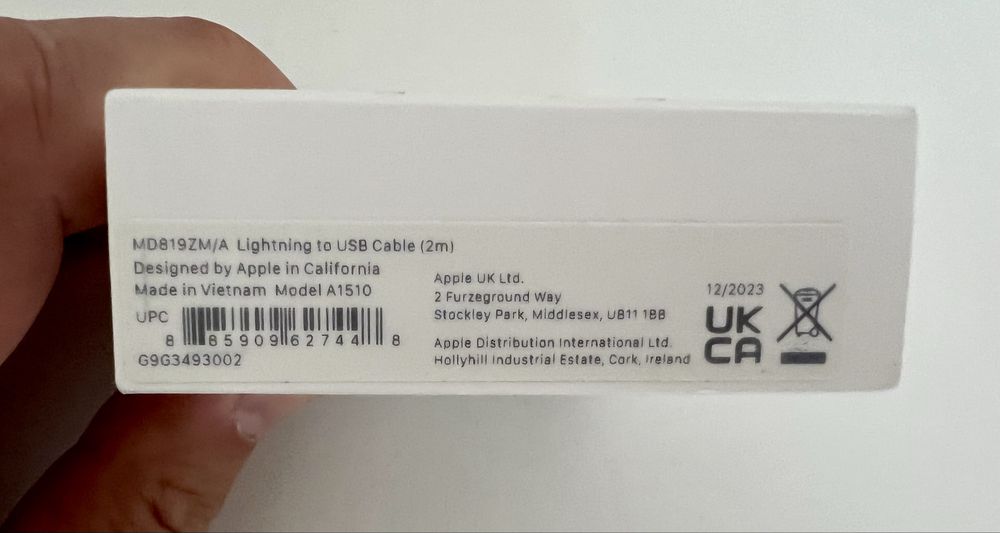 MD819ZM/A Lightning to USB Cable (2m)
Designed by Apple in California
Made in Vietnam Model A1510
UPC
8 85909 62744 8
G9G3493002
Apple UK Ltd.
2 Furzeground Way
Stockley Park, Middlesex, UB11 1BB
Apple Distribution International Ltd.
Hollyhill Industrial Estate, Cork, Ireland
12/2023
UK
CA